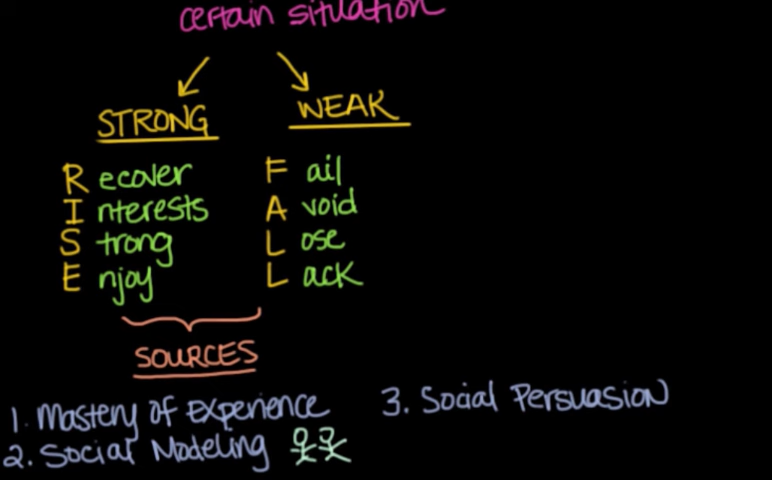 certain situation
STRONG WEAK
Recover Fail
Interests Avoid
Strong Lose
Enjoy Lack
SOURCES
1. Mastery of Experience 3. Social Persuasion
2. Social Modeling